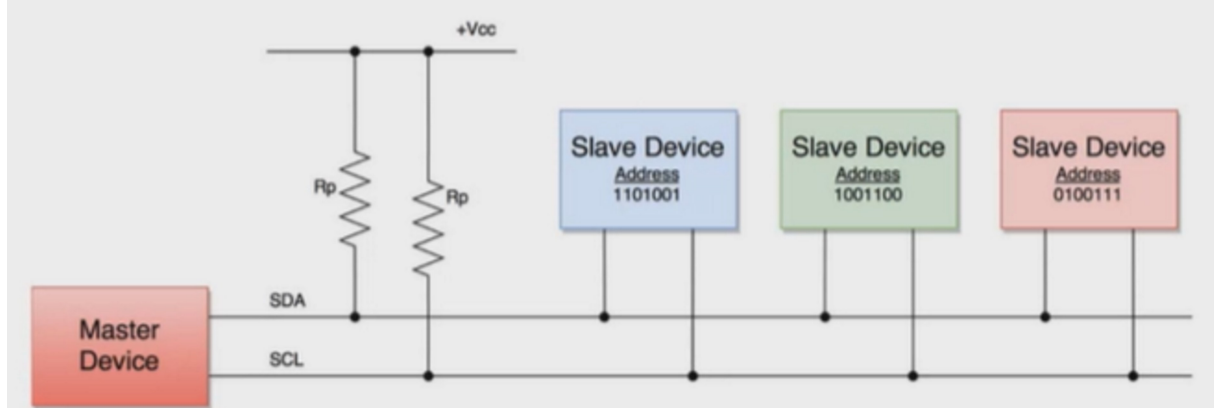 +Vcc
Rp
Rp
Slave Device
Address
1101001
Slave Device
Address
1001100
Slave Device
Address
0100111
SDA
SCL
Master
Device